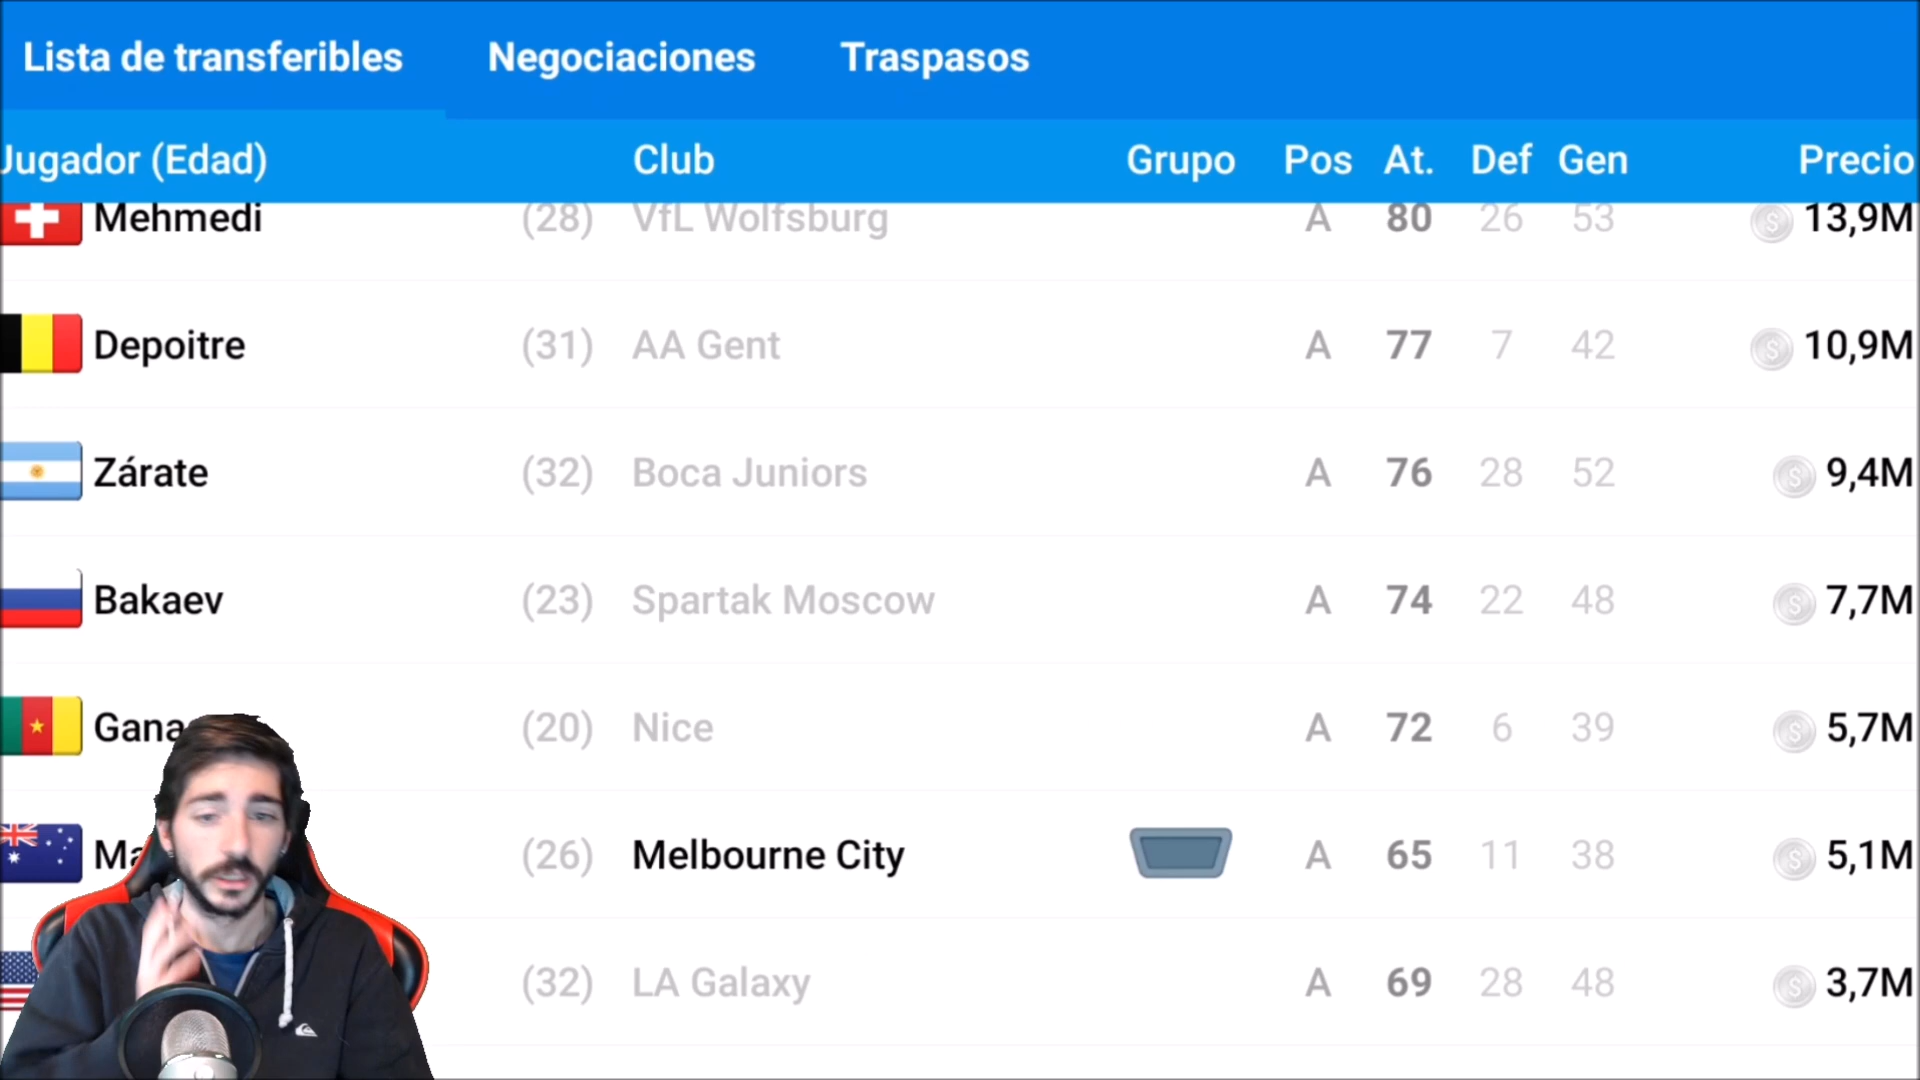 Lista de transferibles Negociaciones Traspasos
Jugador (Edad) Club Grupo Pos At. Def Gen Precio
Mehmedi (28) VfL Wolfsburg A 80 26 53 13,9M
Depoitre (31) AA Gent A 77 7 42 10,9M
Zárate (32) Boca Juniors A 76 28 52 9,4M
Bakaev (23) Spartak Moscow A 74 22 48 7,7M
(20) Nice A 72 6 39 5,7M
(26) Melbourne City A 65 11 38 5,1M
(32) LA Galaxy A 69 28 48 3,7M